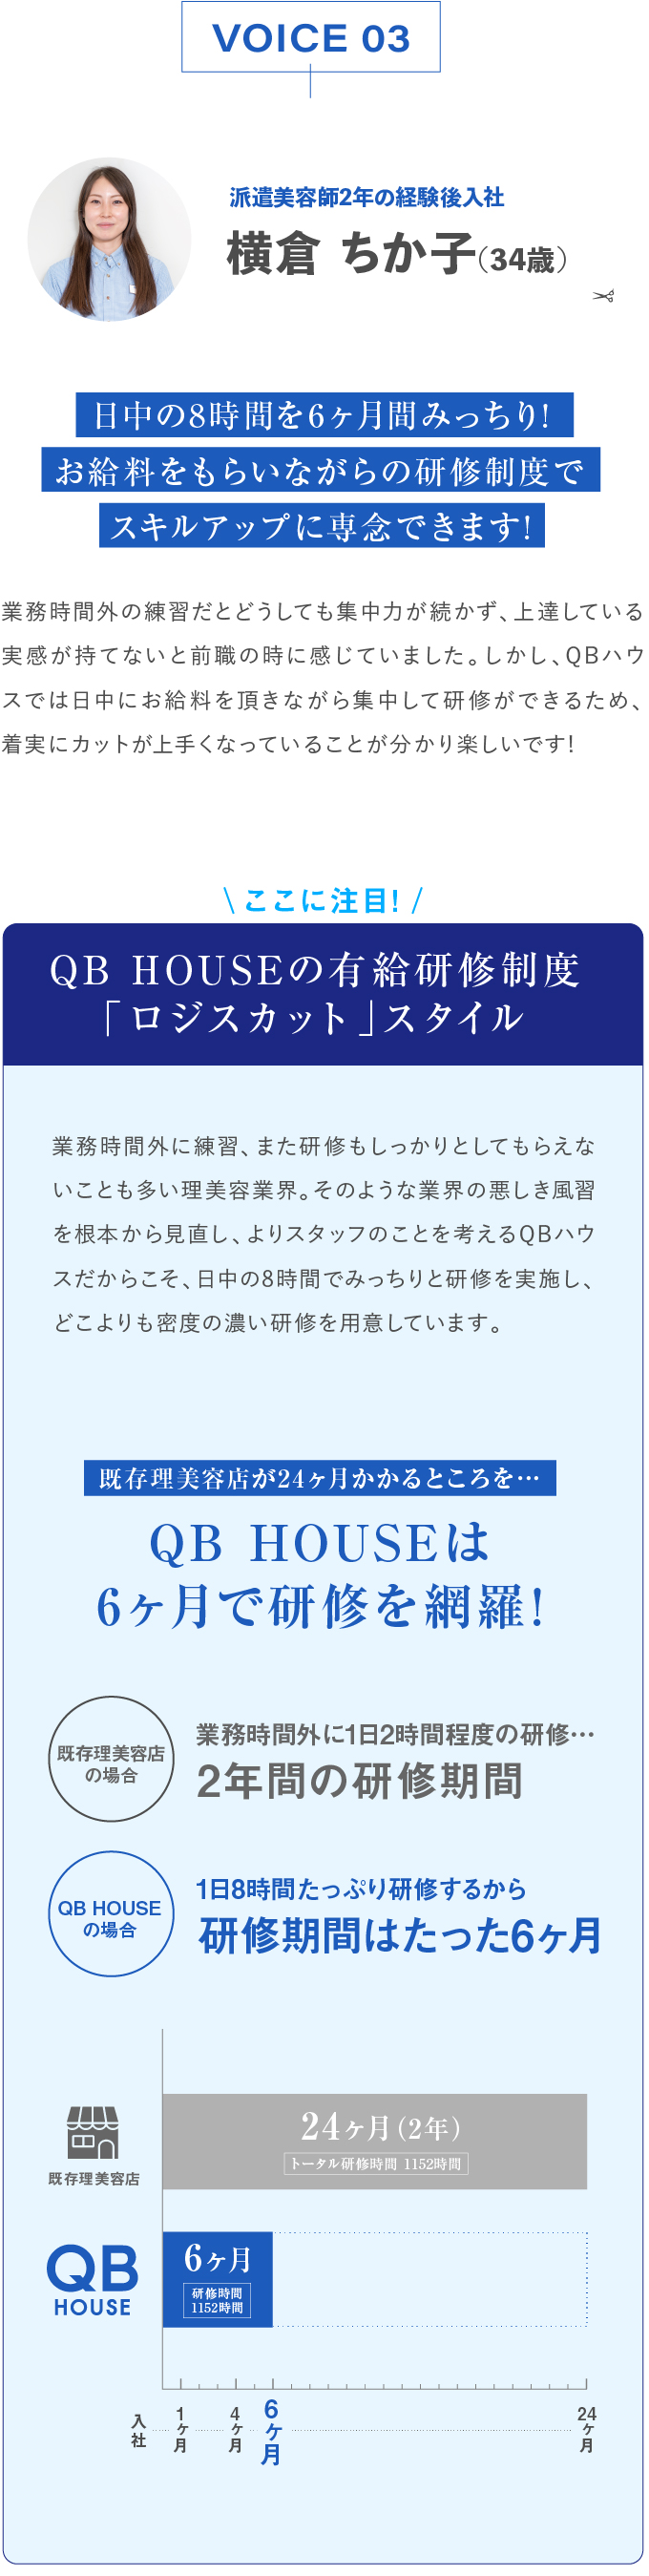 VOICE 03
派遣美容師2年の経験後入社
横倉 ちか子（34歳）
日中の8時間を6ヶ月間みっちり!
お給料をもらいながらの研修制度で
スキルアップに専念できます!
業務時間外の練習だとどうしても集中力が続かず、上達している
実感が持てないと前職の時に感じていました。しかし、QBハウ
スでは日中にお給料を頂きながら集中して研修ができるため、
着実にカットが上手くなっていることが分かり楽しいです!
\ ここに注目! /
QB HOUSEの有給研修制度
「ロジスカット」スタイル
業務時間外に練習、また研修もしっかりとしてもらえな
いことも多い理美容業界。そのような業界の悪しき風習
を根本から見直し、よりスタッフのことを考えるQBハウ
スだからこそ、日中の8時間でみっちりと研修を実施し、
どこよりも密度の濃い研修を用意しています。
既存理美容店が24ヶ月かかるところを…
QB HOUSEは
6ヶ月で研修を網羅!
既存理美容店
の場合
業務時間外に1日2時間程度の研修…
2年間の研修期間
QB HOUSE
の場合
1日8時間たっぷり研修するから
研修期間はたった6ヶ月
24ヶ月（2年）
トータル研修時間 1152時間
既存理美容店
6ヶ月
研修時間
1152時間
QB
HOUSE
入社
1ヶ月
4ヶ月
6ヶ月
24ヶ月